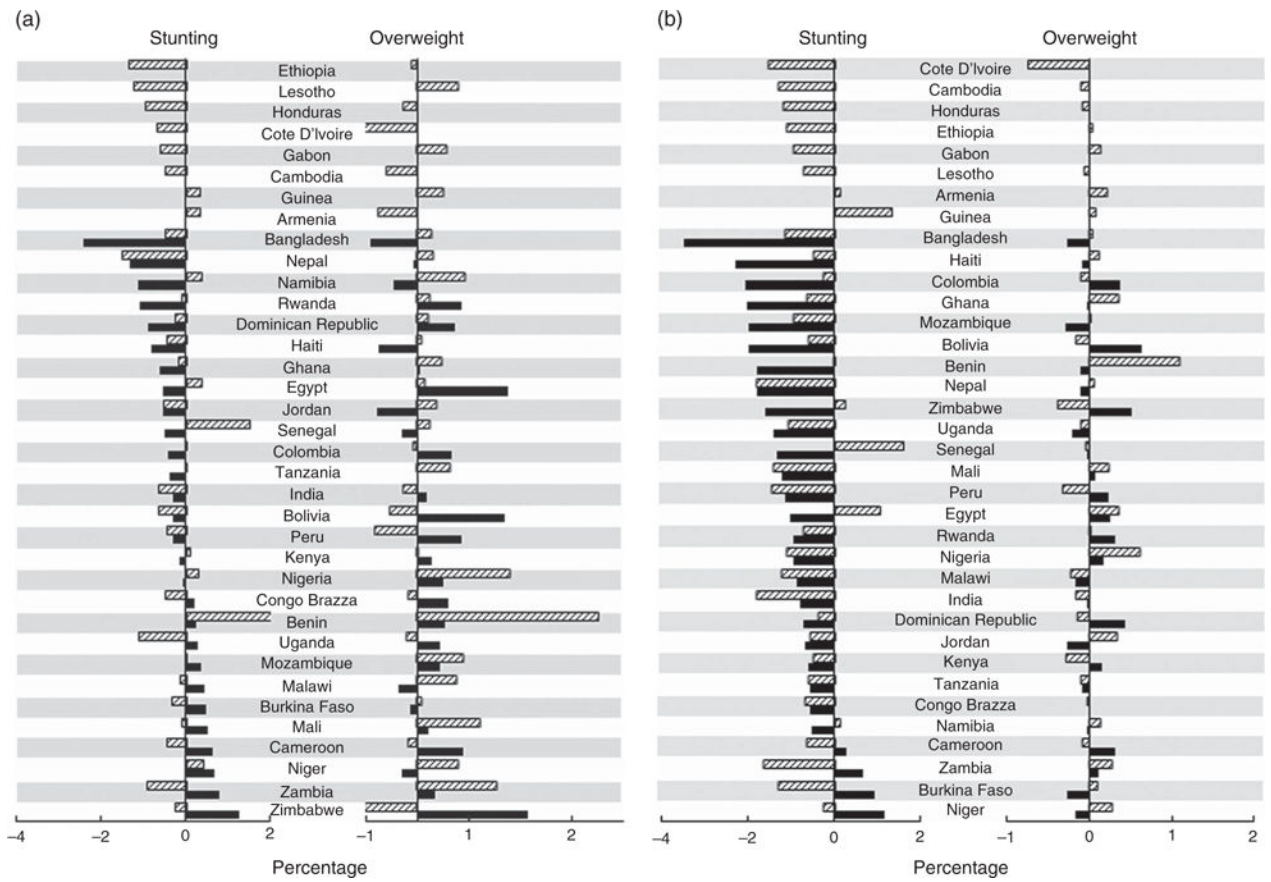 (a)
Stunting
Overweight
Ethiopia
Lesotho
Honduras
Cote D'Ivoire
Gabon
Cambodia
Guinea
Armenia
Bangladesh
Nepal
Namibia
Rwanda
Dominican Republic
Haiti
Ghana
Egypt
Jordan
Senegal
Colombia
Tanzania
India
Bolivia
Peru
Kenya
Nigeria
Congo Brazza
Benin
Uganda
Mozambique
Malawi
Burkina Faso
Mali
Cameroon
Niger
Zambia
Zimbabwe
−4 −2 0 2 −1 0 1 2
Percentage
(b)
Stunting
Overweight
Cote D'Ivoire
Cambodia
Honduras
Ethiopia
Gabon
Lesotho
Armenia
Guinea
Bangladesh
Haiti
Colombia
Ghana
Mozambique
Bolivia
Benin
Nepal
Zimbabwe
Uganda
Senegal
Mali
Peru
Egypt
Rwanda
Nigeria
Malawi
India
Dominican Republic
Jordan
Kenya
Tanzania
Congo Brazza
Namibia
Cameroon
Zambia
Burkina Faso
Niger
−4 −2 0 2 −1 0 1 2
Percentage